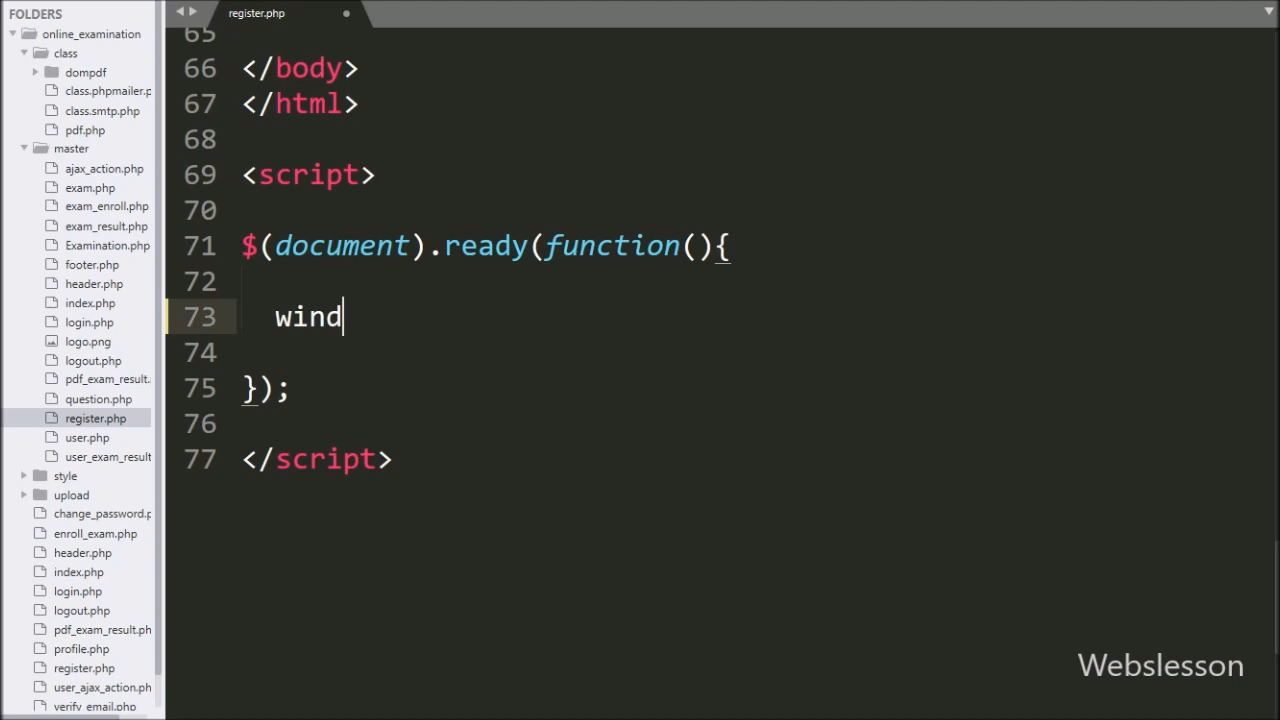 FOLDERS
online_examination
class
dompdf
class.phpmailer.p
class.smtp.php
pdf.php
master
ajax_action.php
exam.php
exam_enroll.php
exam_result.php
Examination.php
footer.php
header.php
index.php
login.php
logo.png
logout.php
pdf_exam_result.
question.php
register.php
user.php
user_exam_result
style
upload
change_password.p
enroll_exam.php
header.php
index.php
login.php
logout.php
pdf_exam_result.ph
profile.php
register.php
user_ajax_action.ph
verify_email.php
register.php
65
66 </body>
67 </html>
68
69 <script>
70
71 $(document).ready(function(){
72
73 wind
74
75 });
76
77 </script>
Webslesson